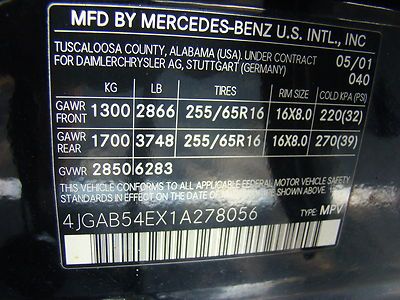 MFD BY MERCEDES-BENZ U.S. INTL., INC
TUSCALOOSA COUNTY, ALABAMA (USA). UNDER CONTRACT 05/01
FOR DAIMLERCHRYSLER AG, STUTTGART (GERMANY) 040
KG LB TIRES RIM SIZE COLD KPA (PSI)
GAWR FRONT 1300 2866 255/65R16 16X8.0 220(32)
GAWR REAR 1700 3748 255/65R16 16X8.0 270(39)
GVWR 2850 6283
THIS VEHICLE CONFORMS TO ALL APPLICABLE FEDERAL MOTOR VEHICLE SAFETY
STANDARDS IN EFFECT ON THE DATE OF MANUFACTURE SHOWN ABOVE.
4JGAB54EX1A278056 TYPE: MPV